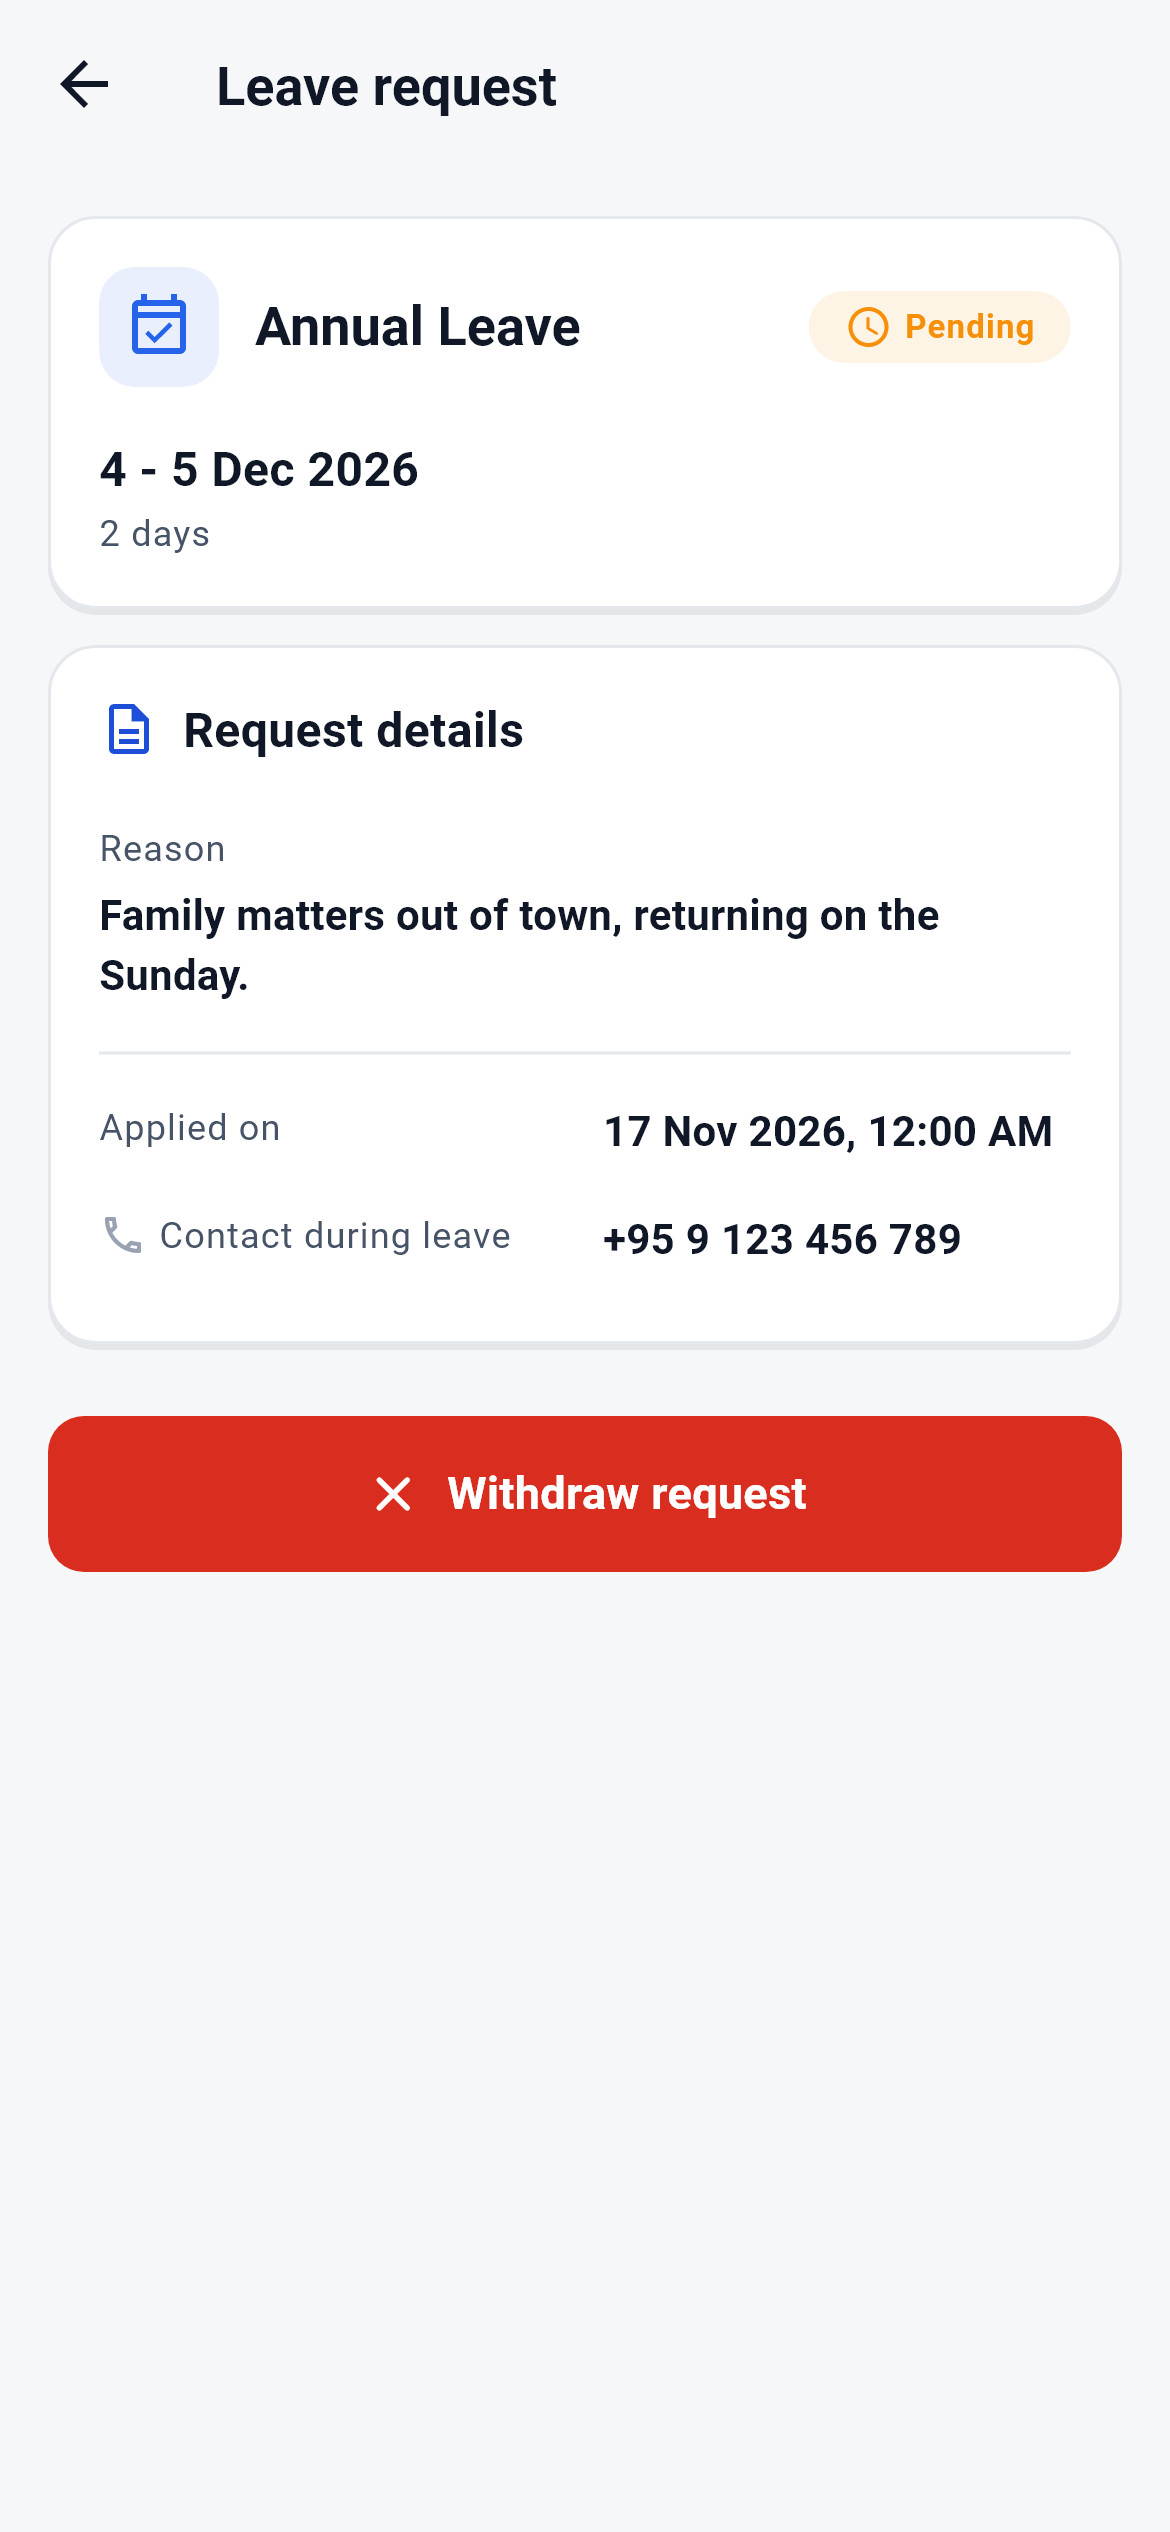 Leave request
Annual Leave
Pending
4 - 5 Dec 2026
2 days
Request details
Reason
Family matters out of town, returning on the
Sunday.
Applied on
17 Nov 2026, 12:00 AM
Contact during leave
+95 9 123 456 789
Withdraw request